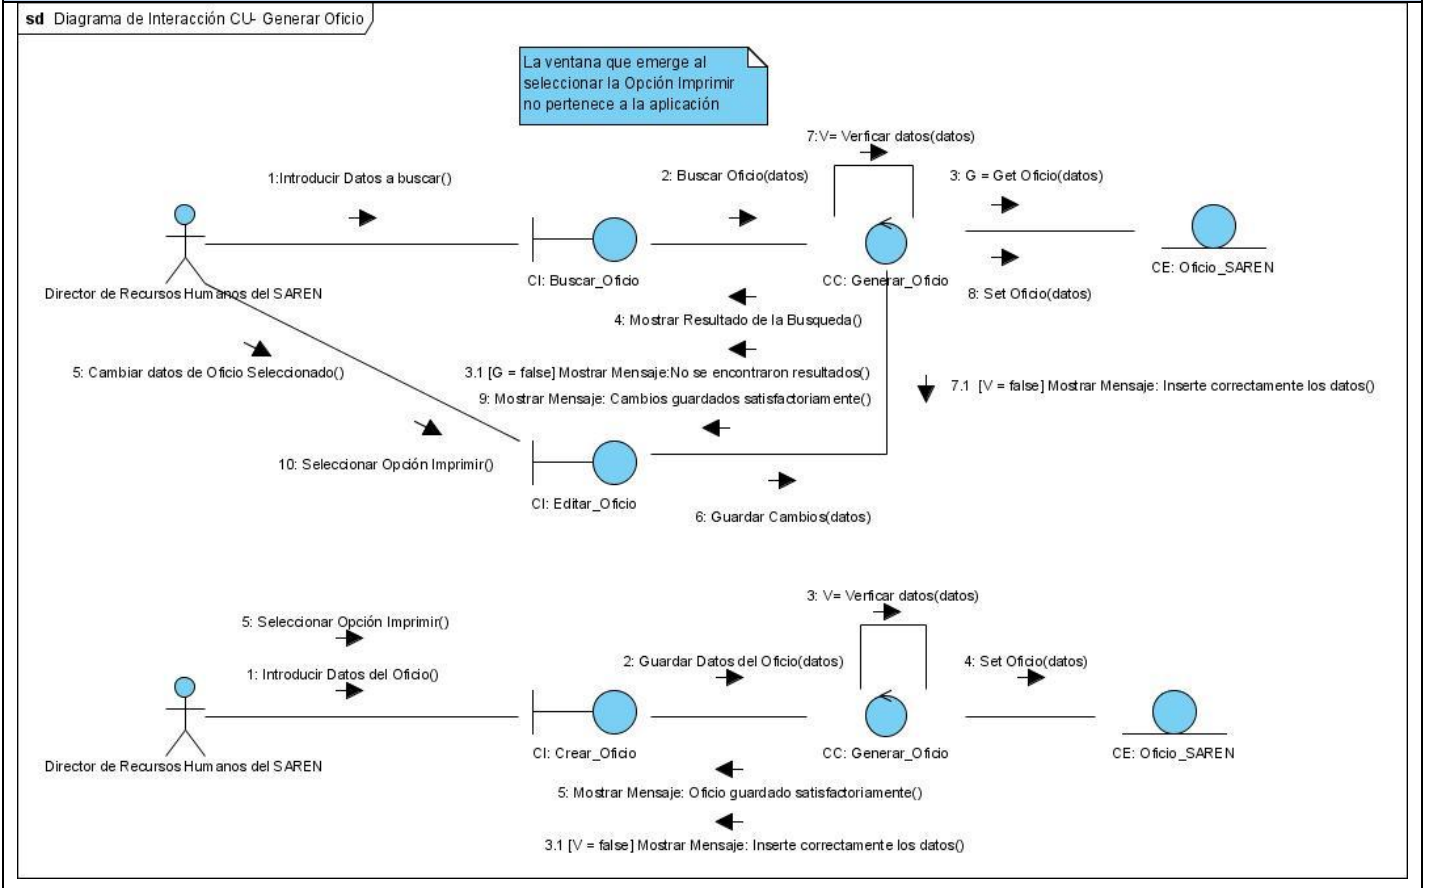 sd Diagrama de Interacción CU- Generar Oficio
La ventana que emerge al
seleccionar la Opción Imprimir
no pertenece a la aplicación
7:V= Verficar datos(datos)
1:Introducir Datos a buscar()
2: Buscar Oficio(datos)
3: G = Get Oficio(datos)
Director de Recursos Humanos del SAREN
CI: Buscar_Oficio
CC: Generar_Oficio
CE: Oficio_SAREN
8: Set Oficio(datos)
4: Mostrar Resultado de la Busqueda()
5: Cambiar datos de Oficio Seleccionado()
3.1 [G = false] Mostrar Mensaje:No se encontraron resultados()
7.1 [V = false] Mostrar Mensaje: Inserte correctamente los datos()
9: Mostrar Mensaje: Cambios guardados satisfactoriamente()
10: Seleccionar Opción Imprimir()
CI: Editar_Oficio
6: Guardar Cambios(datos)
3: V= Verficar datos(datos)
5: Seleccionar Opción Imprimir()
1: Introducir Datos del Oficio()
2: Guardar Datos del Oficio(datos)
4: Set Oficio(datos)
Director de Recursos Humanos del SAREN
CI: Crear_Oficio
CC: Generar_Oficio
CE: Oficio_SAREN
5: Mostrar Mensaje: Oficio guardado satisfactoriamente()
3.1 [V = false] Mostrar Mensaje: Inserte correctamente los datos()